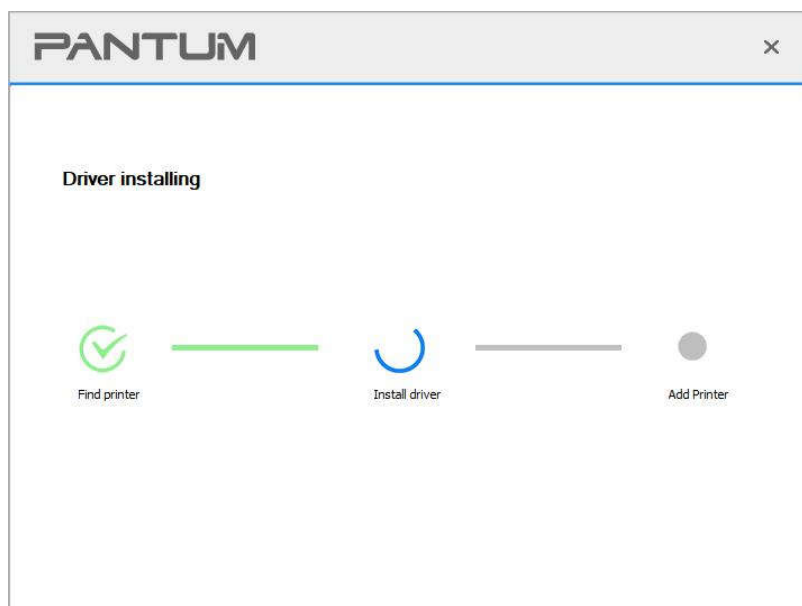 PANTUM
Driver installing
Find printer
Install driver
Add Printer